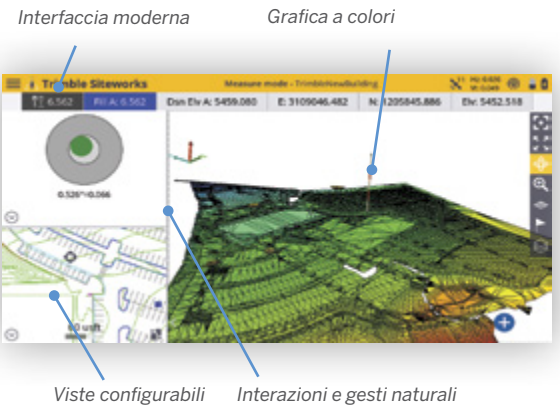 Interfaccia moderna
Grafica a colori
Trimble Siteworks
Measure mode - TrimbleNewBuilding
6.562
Fill A: 6.562
Dsn Elv A: 5459.080
E: 3109046.482
N: 1205845.886
Elv: 5452.518
Viste configurabili
Interazioni e gesti naturali